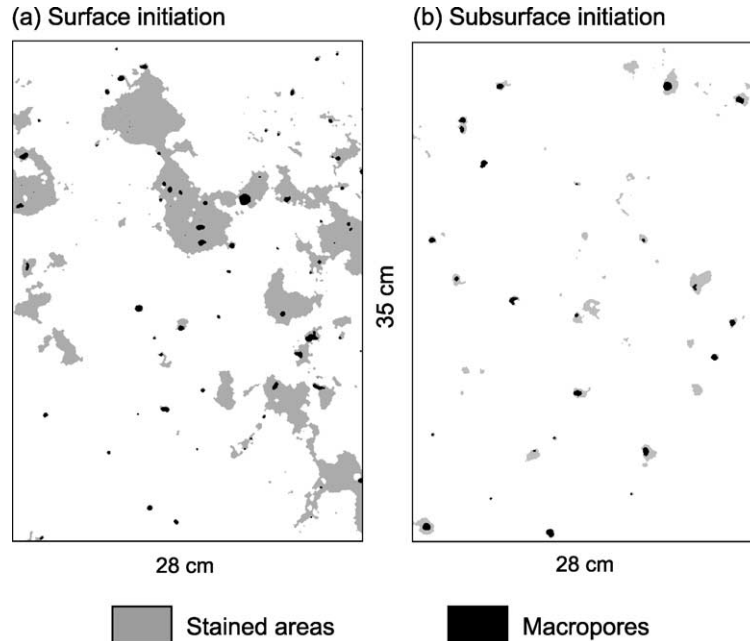 (a) Surface initiation
(b) Subsurface initiation
35 cm
28 cm
28 cm
Stained areas
Macropores